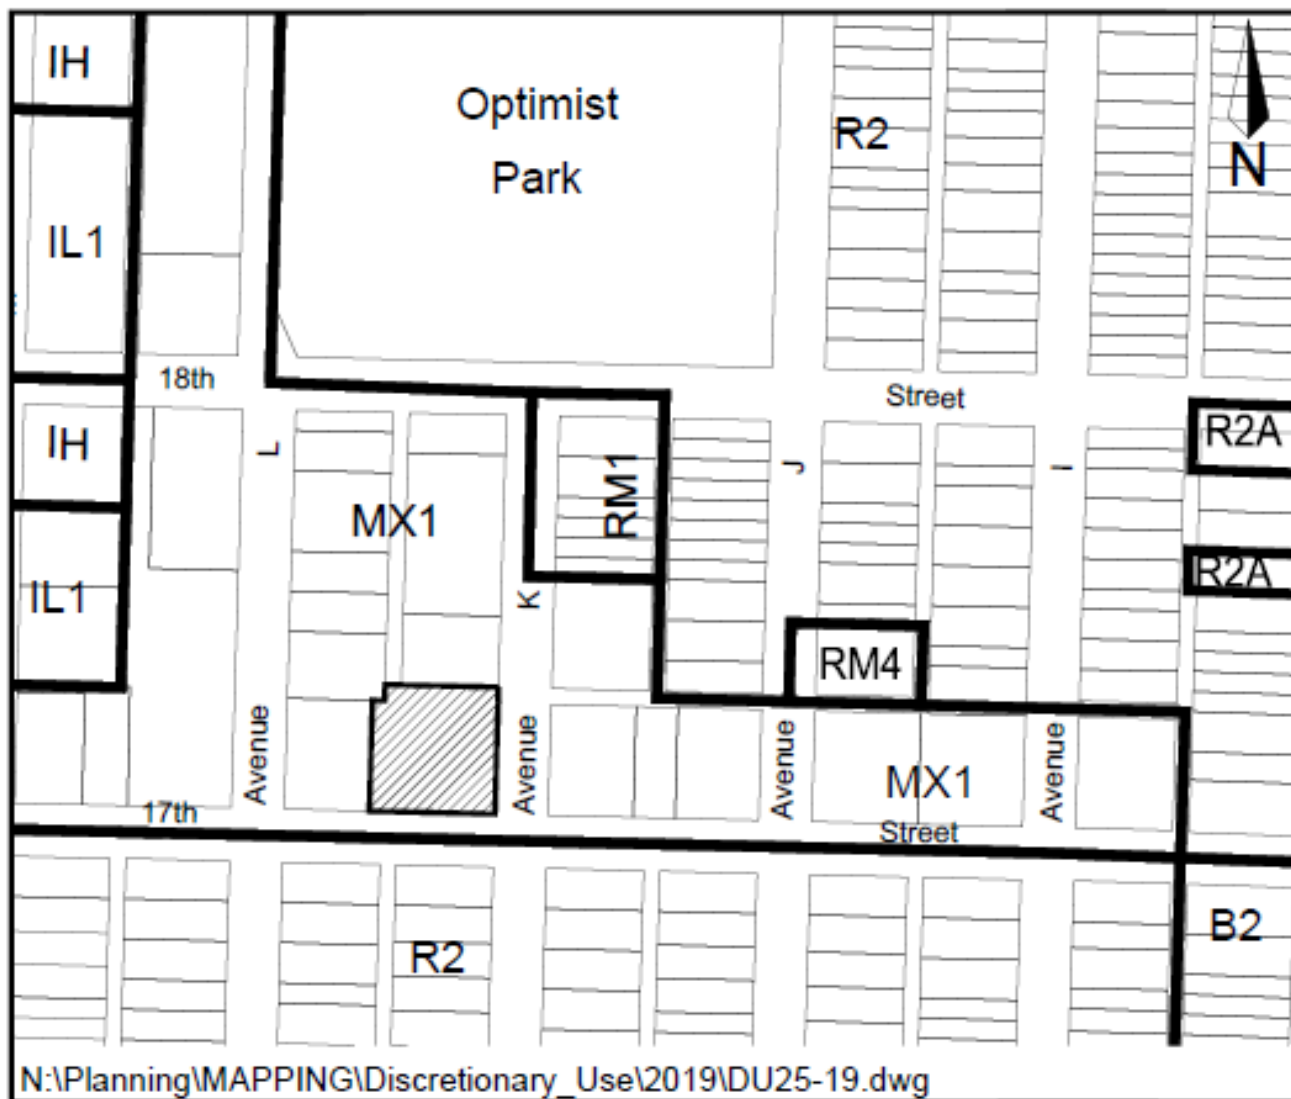 IH
Optimist
Park
R2
N
IL1
18th
Street
R2A
IH
L
J
I
MX1
RM1
R2A
IL1
K
RM4
Avenue
Avenue
Avenue
Avenue
MX1
17th
Street
R2
B2
N:\Planning\MAPPING\Discretionary_Use\2019\DU25-19.dwg